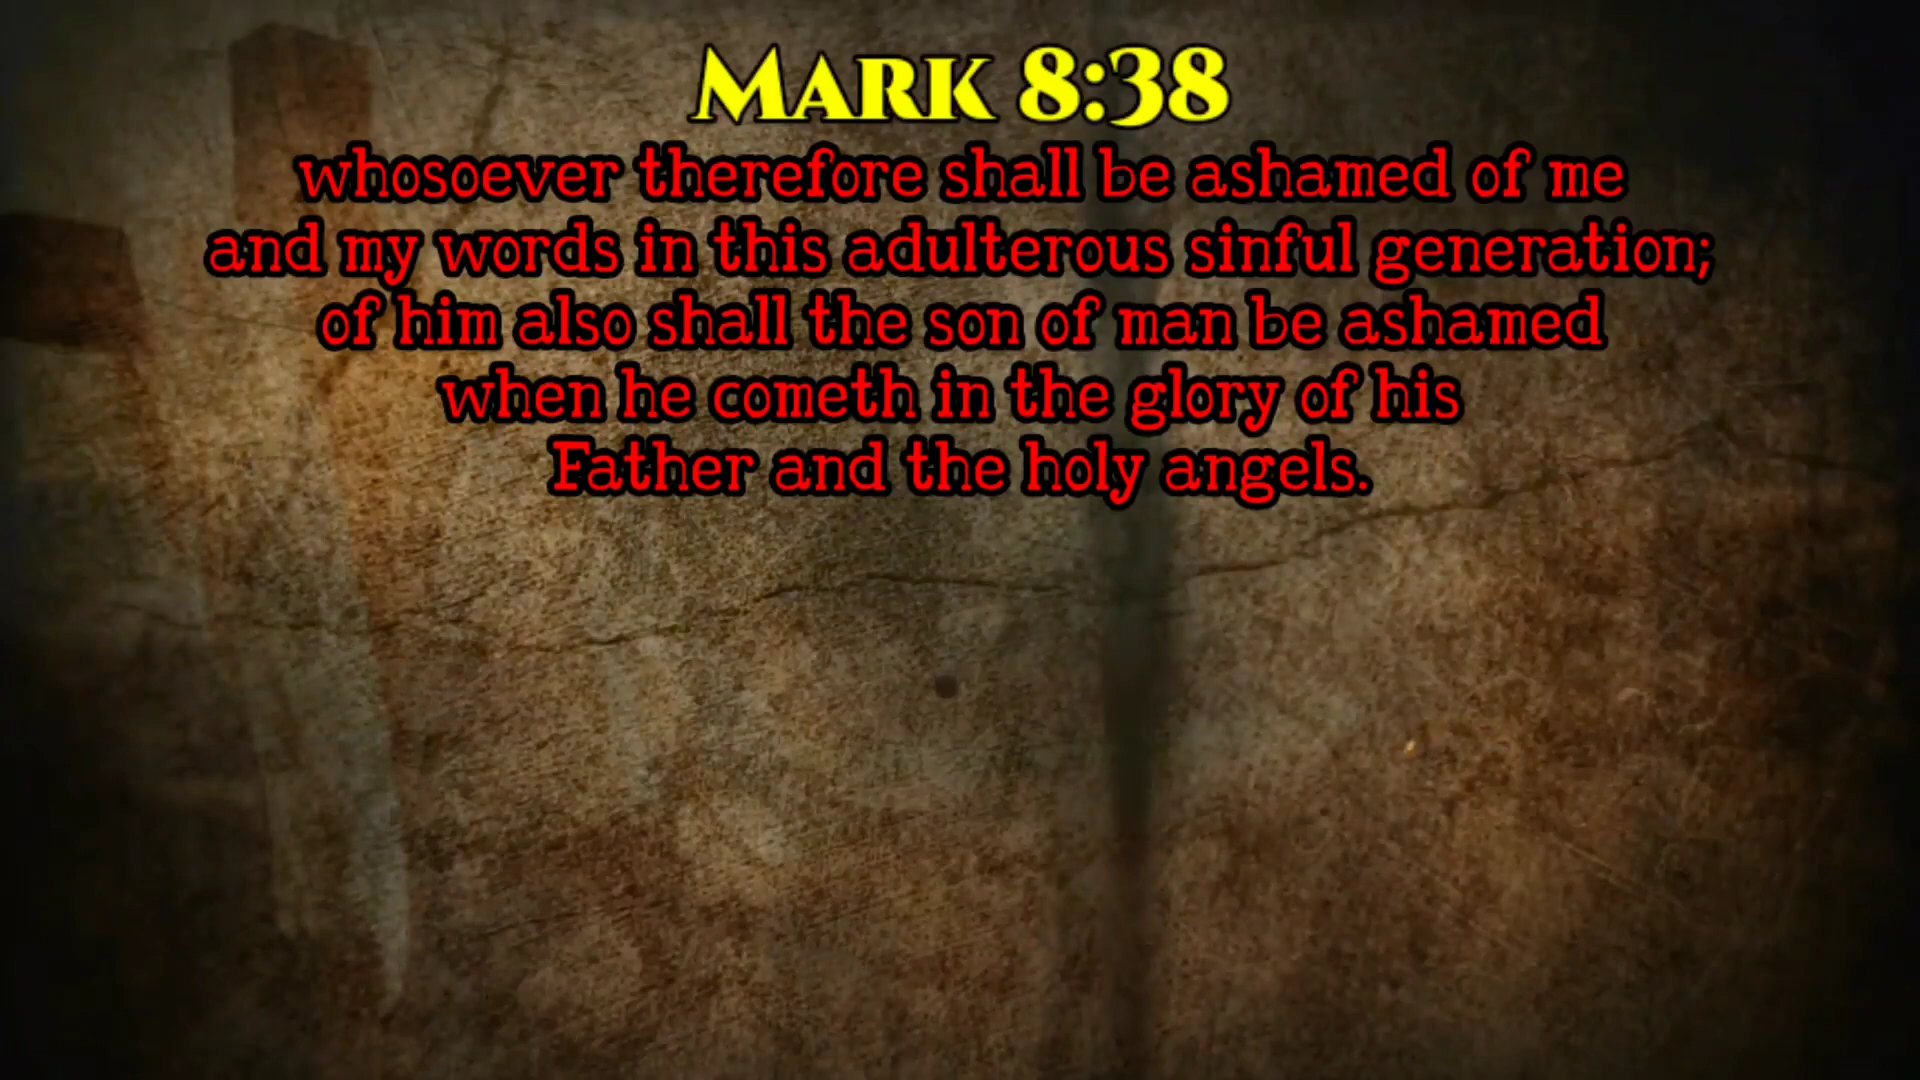 Mark 8:38
whosoever therefore shall be ashamed of me
and my words in this adulterous sinful generation;
of him also shall the son of man be ashamed
when he cometh in the glory of his
Father and the holy angels.